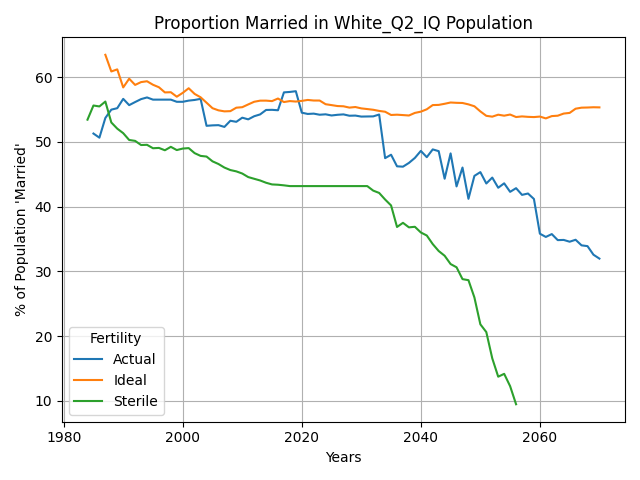 Proportion Married in White_Q2_IQ Population
% of Population 'Married'
60
50
40
30
20
10
Fertility
Actual
Ideal
Sterile
1980
2000
2020
2040
2060
Years